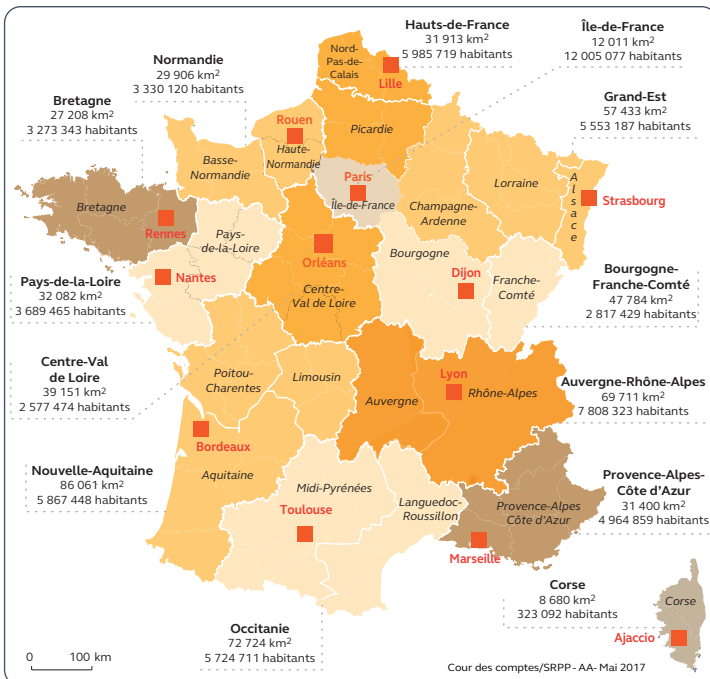 Hauts-de-France
31 913 km²
5 985 719 habitants
Île-de-France
12 011 km²
12 005 077 habitants
Normandie
29 906 km²
3 330 120 habitants
Bretagne
27 208 km²
3 273 343 habitants
Grand-Est
57 433 km²
5 553 187 habitants
Nord-
Pas-de-
Calais
Lille
Picardie
Rouen
Haute-
Normandie
Basse-
Normandie
Paris
Île-de-France
Champagne-
Ardenne
Lorraine
Alsace
Strasbourg
Bretagne
Rennes
Pays-
de-la-Loire
Nantes
Orléans
Centre-
Val de Loire
Bourgogne
Dijon
Franche-
Comté
Pays-de-la-Loire
32 082 km²
3 689 465 habitants
Bourgogne-
Franche-Comté
47 784 km²
2 817 429 habitants
Centre-Val
de Loire
39 151 km²
2 577 474 habitants
Poitou-
Charentes
Limousin
Auvergne
Lyon
Rhône-Alpes
Auvergne-Rhône-Alpes
69 711 km²
7 808 323 habitants
Bordeaux
Aquitaine
Nouvelle-Aquitaine
86 061 km²
5 867 448 habitants
Midi-Pyrénées
Toulouse
Languedoc-
Roussillon
Provence-Alpes
Côte d'Azur
Marseille
Provence-Alpes-
Côte d'Azur
31 400 km²
4 964 859 habitants
Corse
8 680 km²
323 092 habitants
Corse
Ajaccio
Occitanie
72 724 km²
5 724 711 habitants
0 100 km
Cour des comptes/SRPP - AA- Mai 2017